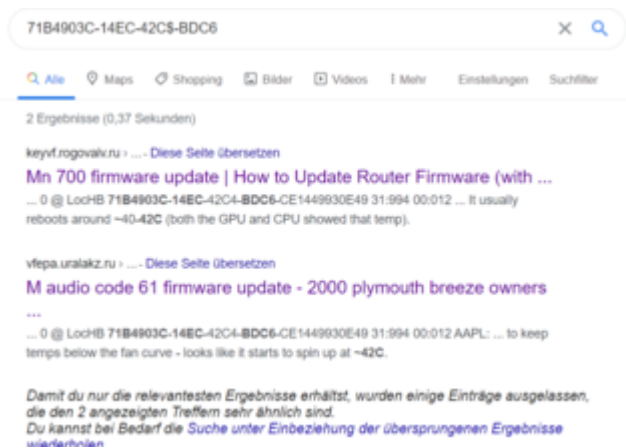 71B4903C-14EC-42C$-BDC6
Alle Maps Shopping Bilder Videos Mehr Einstellungen Suchfilter
2 Ergebnisse (0,37 Sekunden)
keyvf.rogovaiv.ru › ... - Diese Seite übersetzen
Mn 700 firmware update | How to Update Router Firmware (with ...
... 0 @ LocHB 71B4903C-14EC-42C4-BDC6-CE1449930E49 31:994 00:012 ... It usually
reboots around ~40-42C (both the GPU and CPU showed that temp).
vfepa.uralakz.ru › ... - Diese Seite übersetzen
M audio code 61 firmware update - 2000 plymouth breeze owners
...
... 0 @ LocHB 71B4903C-14EC-42C4-BDC6-CE1449930E49 31:994 00:012 AAPL: ... to keep
temps below the fan curve - looks like it starts to spin up at ~42C.
Damit du nur die relevantesten Ergebnisse erhältst, wurden einige Einträge ausgelassen,
die den 2 angezeigten Treffern sehr ähnlich sind.
Du kannst bei Bedarf die Suche unter Einbeziehung der übersprungenen Ergebnisse
wiederholen